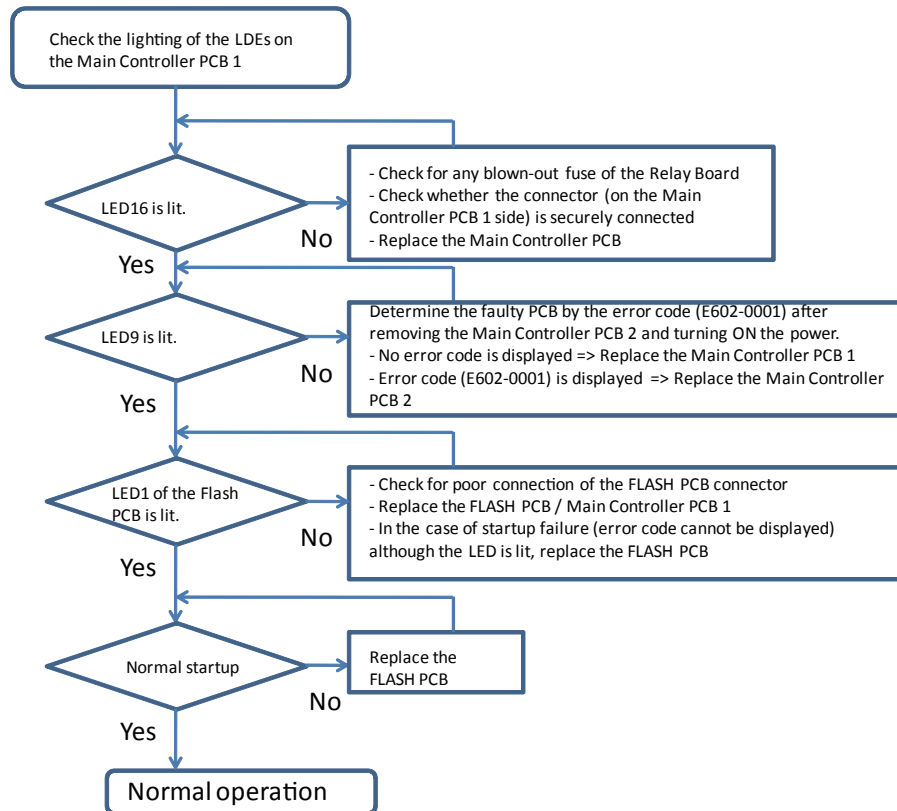 Check the lighting of the LDEs on
the Main Controller PCB 1
LED16 is lit.
No
- Check for any blown-out fuse of the Relay Board
- Check whether the connector (on the Main
Controller PCB 1 side) is securely connected
- Replace the Main Controller PCB
Yes
LED9 is lit.
No
Determine the faulty PCB by the error code (E602-0001) after
removing the Main Controller PCB 2 and turning ON the power.
- No error code is displayed => Replace the Main Controller PCB 1
- Error code (E602-0001) is displayed => Replace the Main Controller
PCB 2
Yes
LED1 of the Flash
PCB is lit.
No
- Check for poor connection of the FLASH PCB connector
- Replace the FLASH PCB / Main Controller PCB 1
- In the case of startup failure (error code cannot be displayed)
although the LED is lit, replace the FLASH PCB
Yes
Normal startup
No
Replace the
FLASH PCB
Yes
Normal operation